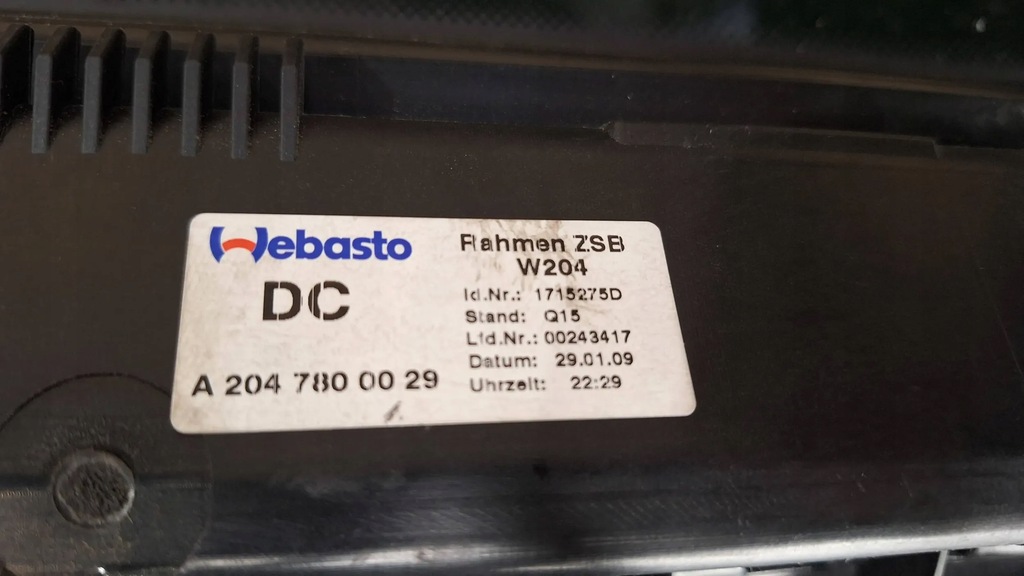 Webasto
DC
A 204 780 00 29
Rahmen ZSB
W204
Id.Nr.: 1715275D
Stand: Q15
Lfd.Nr.: 00243417
Datum: 29.01.09
Uhrzeit: 22:29